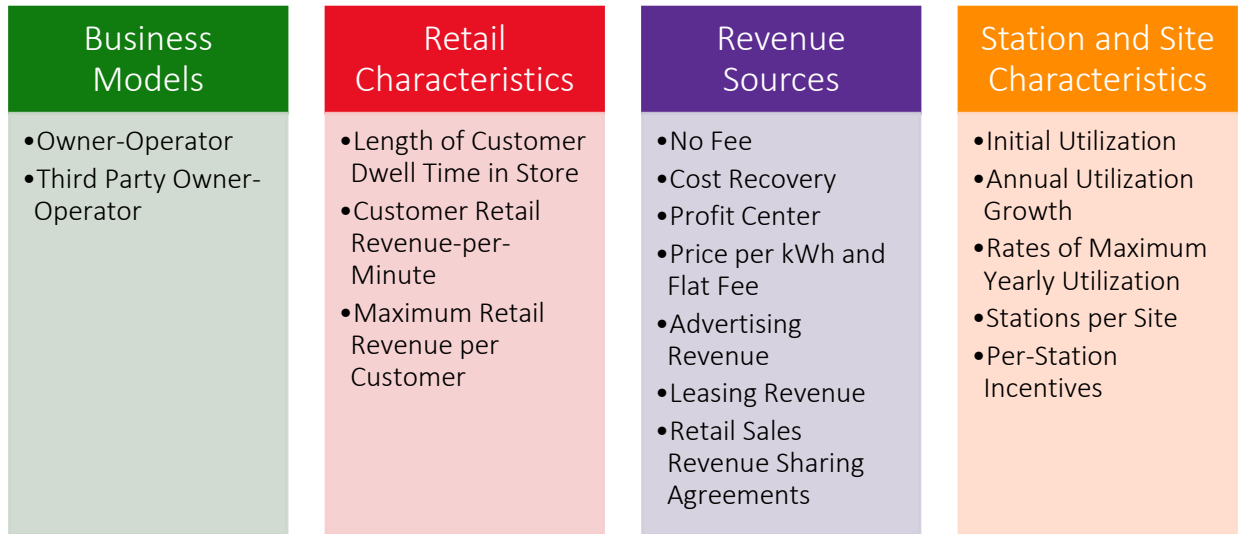 Business
Models
•Owner-Operator
•Third Party Owner-
Operator
Retail
Characteristics
•Length of Customer
Dwell Time in Store
•Customer Retail
Revenue-per-
Minute
•Maximum Retail
Revenue per
Customer
Revenue
Sources
•No Fee
•Cost Recovery
•Profit Center
•Price per kWh and
Flat Fee
•Advertising
Revenue
•Leasing Revenue
•Retail Sales
Revenue Sharing
Agreements
Station and Site
Characteristics
•Initial Utilization
•Annual Utilization
Growth
•Rates of Maximum
Yearly Utilization
•Stations per Site
•Per-Station
Incentives